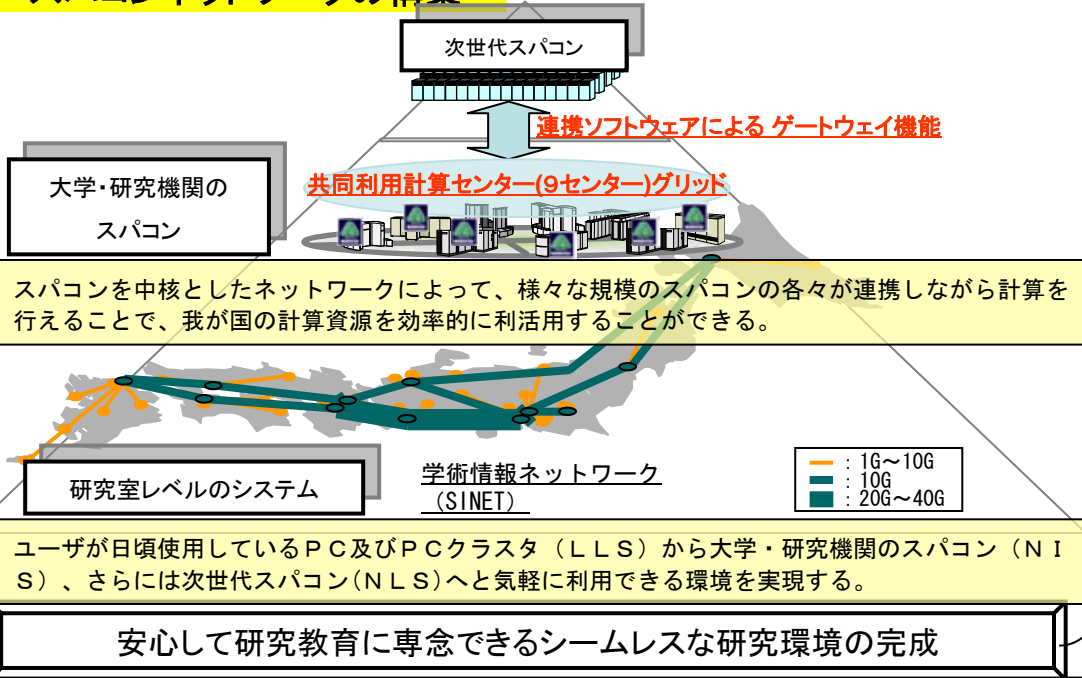 スパコンネットワークの構築
次世代スパコン
連携ソフトウェアによる ゲートウェイ機能
大学・研究機関の
スパコン
共同利用計算センター(9センター)グリッド
スパコンを中核としたネットワークによって、様々な規模のスパコンの各々が連携しながら計算を
行えることで、我が国の計算資源を効率的に利活用することができる。
研究室レベルのシステム
学術情報ネットワーク
(SINET)
: 1G～10G
: 10G
: 20G～40G
ユーザが日頃使用しているＰＣ及びＰＣクラスタ（ＬＬＳ）から大学・研究機関のスパコン（ＮＩ
Ｓ）、さらには次世代スパコン（ＮＬＳ）へと気軽に利用できる環境を実現する。
安心して研究教育に専念できるシームレスな研究環境の完成